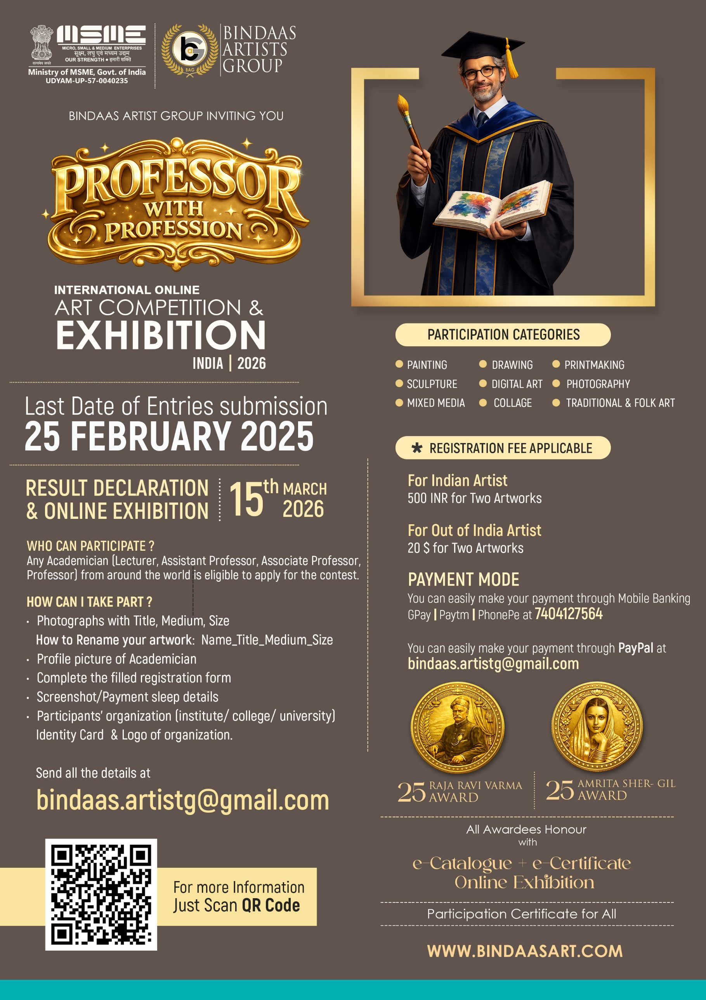 MSME
MICRO, SMALL & MEDIUM ENTERPRISES
सूक्ष्म, लघु एवं मध्यम उद्यम
OUR STRENGTH • हमारी शक्ति
सत्यमेव जयते
Ministry of MSME, Govt. of India
UDYAM-UP-57-0040235
BAG
BINDAAS
ARTISTS
GROUP
BINDAAS ARTIST GROUP INVITING YOU
PROFESSOR
WITH
PROFESSION
INTERNATIONAL ONLINE
ART COMPETITION &
EXHIBITION
INDIA | 2026
Last Date of Entries submission
25 FEBRUARY 2025
RESULT DECLARATION
& ONLINE EXHIBITION
15th MARCH
2026
WHO CAN PARTICIPATE ?
Any Academician (Lecturer, Assistant Professor, Associate Professor,
Professor) from around the world is eligible to apply for the contest.
HOW CAN I TAKE PART ?
• Photographs with Title, Medium, Size
How to Rename your artwork: Name_Title_Medium_Size
• Profile picture of Academician
• Complete the filled registration form
• Screenshot/Payment sleep details
• Participants' organization (institute/ college/ university)
Identity Card & Logo of organization.
Send all the details at
bindaas.artistg@gmail.com
For more Information
Just Scan QR Code
PARTICIPATION CATEGORIES
• PAINTING • DRAWING • PRINTMAKING
• SCULPTURE • DIGITAL ART • PHOTOGRAPHY
• MIXED MEDIA • COLLAGE • TRADITIONAL & FOLK ART
* REGISTRATION FEE APPLICABLE
For Indian Artist
500 INR for Two Artworks
For Out of India Artist
20 $ for Two Artworks
PAYMENT MODE
You can easily make your payment through Mobile Banking
GPay | Paytm | PhonePe at 7404127564
You can easily make your payment through PayPal at
bindaas.artistg@gmail.com
25 RAJA RAVI VARMA
AWARD
25 AMRITA SHER- GIL
AWARD
All Awardees Honour
with
e-Catalogue + e-Certificate
Online Exhibition
Participation Certificate for All
WWW.BINDAASART.COM